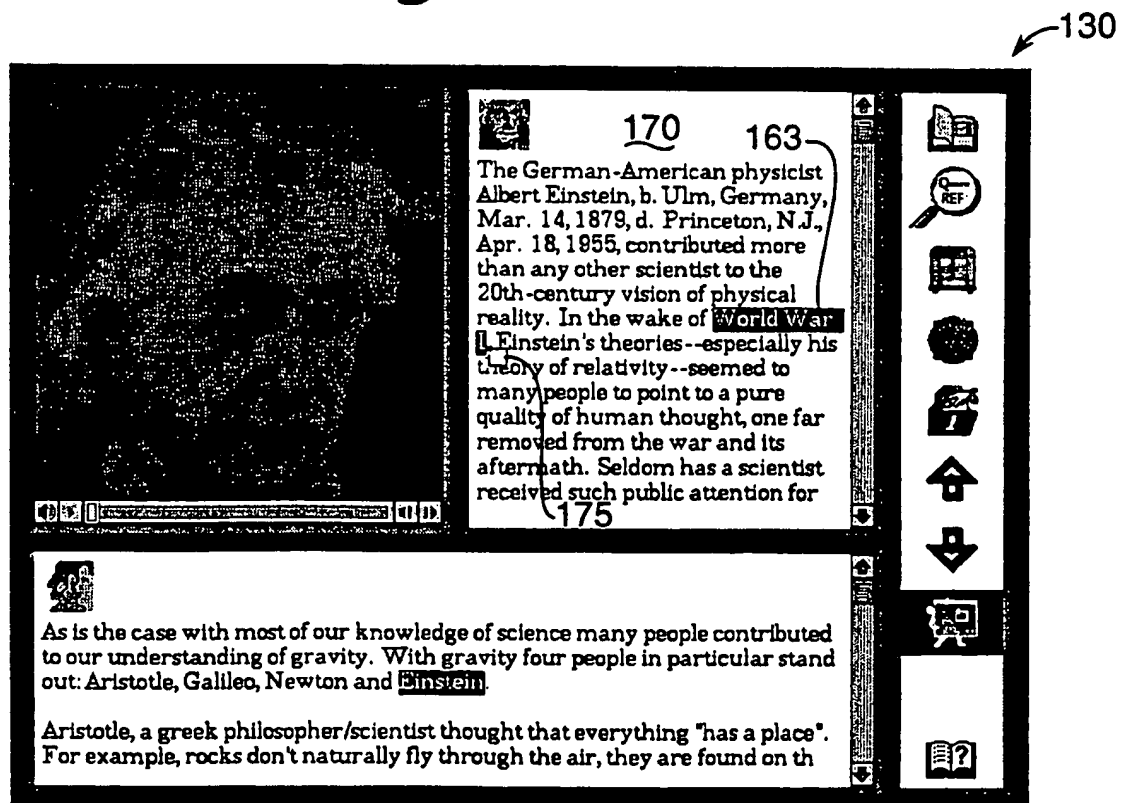 130
170
163
The German-American physicist
Albert Einstein, b. Ulm, Germany,
Mar. 14, 1879, d. Princeton, N.J.,
Apr. 18, 1955, contributed more
than any other scientist to the
20th-century vision of physical
reality. In the wake of World War
I, Einstein's theories--especially his
theory of relativity--seemed to
many people to point to a pure
quality of human thought, one far
removed from the war and its
aftermath. Seldom has a scientist
received such public attention for
175
REF
1
As is the case with most of our knowledge of science many people contributed
to our understanding of gravity. With gravity four people in particular stand
out: Aristotle, Galileo, Newton and Einstein.
Aristotle, a greek philosopher/scientist thought that everything "has a place".
For example, rocks don't naturally fly through the air, they are found on th
?